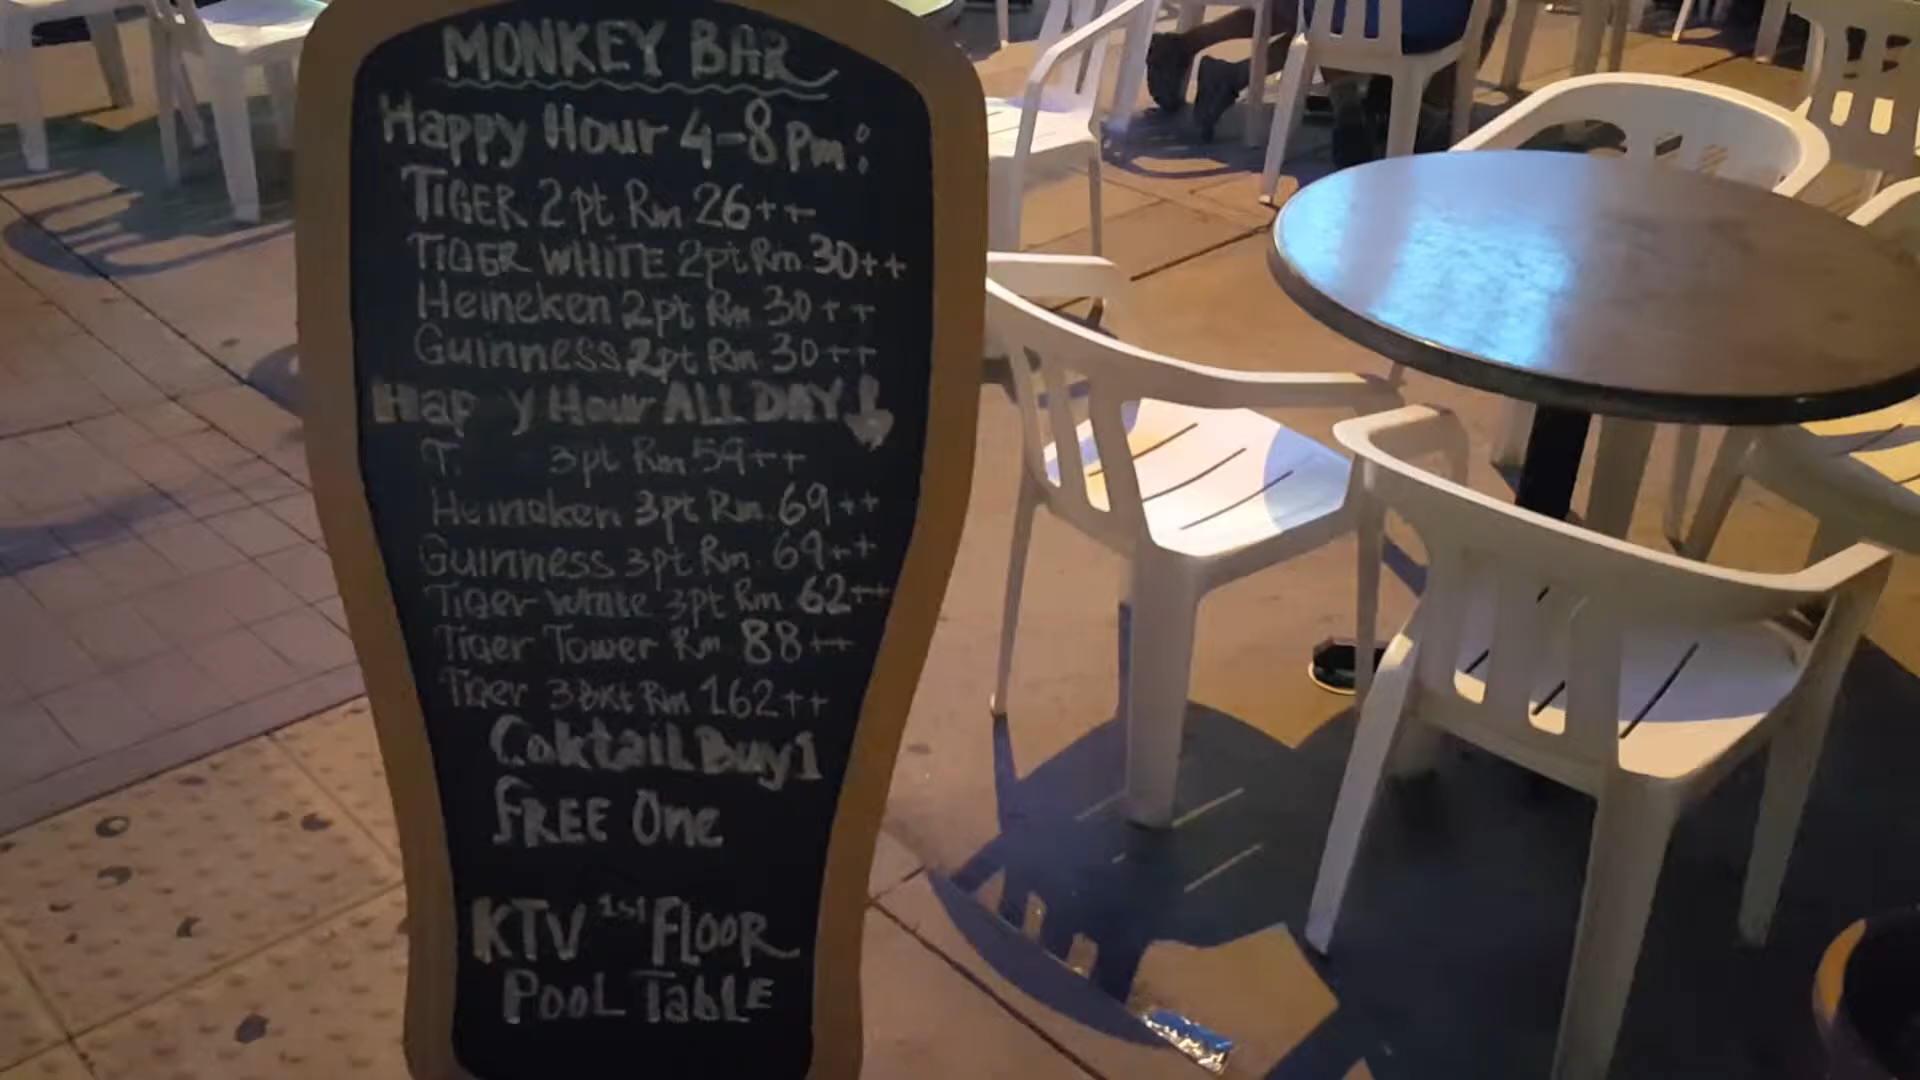 MONKEY BAR
Happy Hour 4-8 Pm:
TIGER 2pt Rm 26++
TIGER WHITE 2pt Rm 30++
Heineken 2pt Rm 30++
Guinness 2pt Rm 30++
Hap y Hour ALL DAY
T. 3pt Rm 59++
Heineken 3pt Rm 69++
Guinness 3pt Rm 69++
Tiger White 3pt Rm 62++
Tiger Tower Rm 88++
Tiger 3 bkt Rm 162++
Coktail Buy 1
FREE One
KTV 1st FLOOR
POOL TabLE